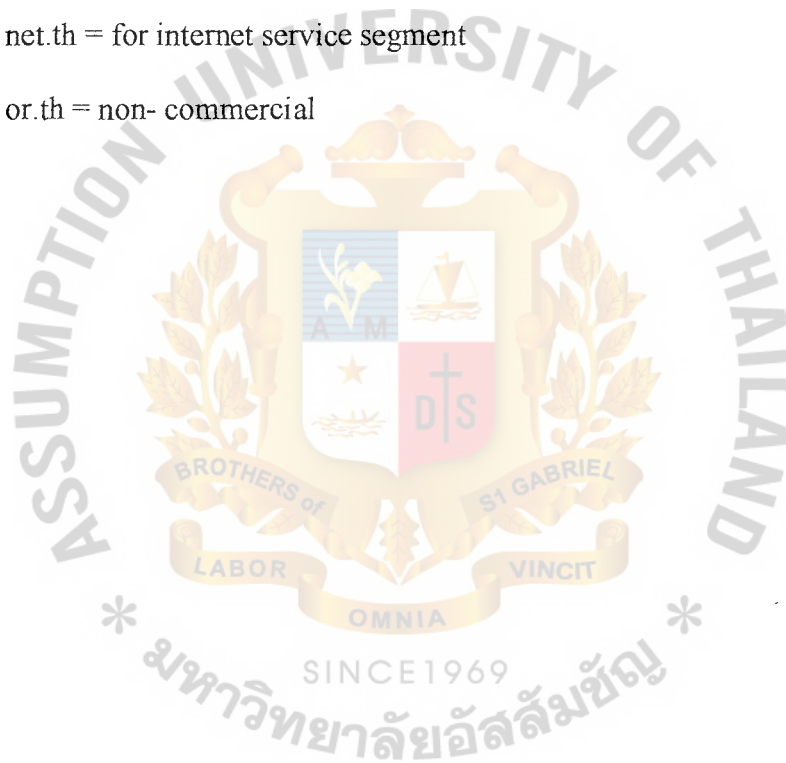 net.th = for internet service segment
or.th = non- commercial
ASSUMPTION UNIVERSITY OF THAILAND
A M
D S
BROTHERS of S1 GABRIEL
LABOR OMNIA VINCIT
* SINCE1969 *
มหาวิทยาลัยอัสสัมชัญ